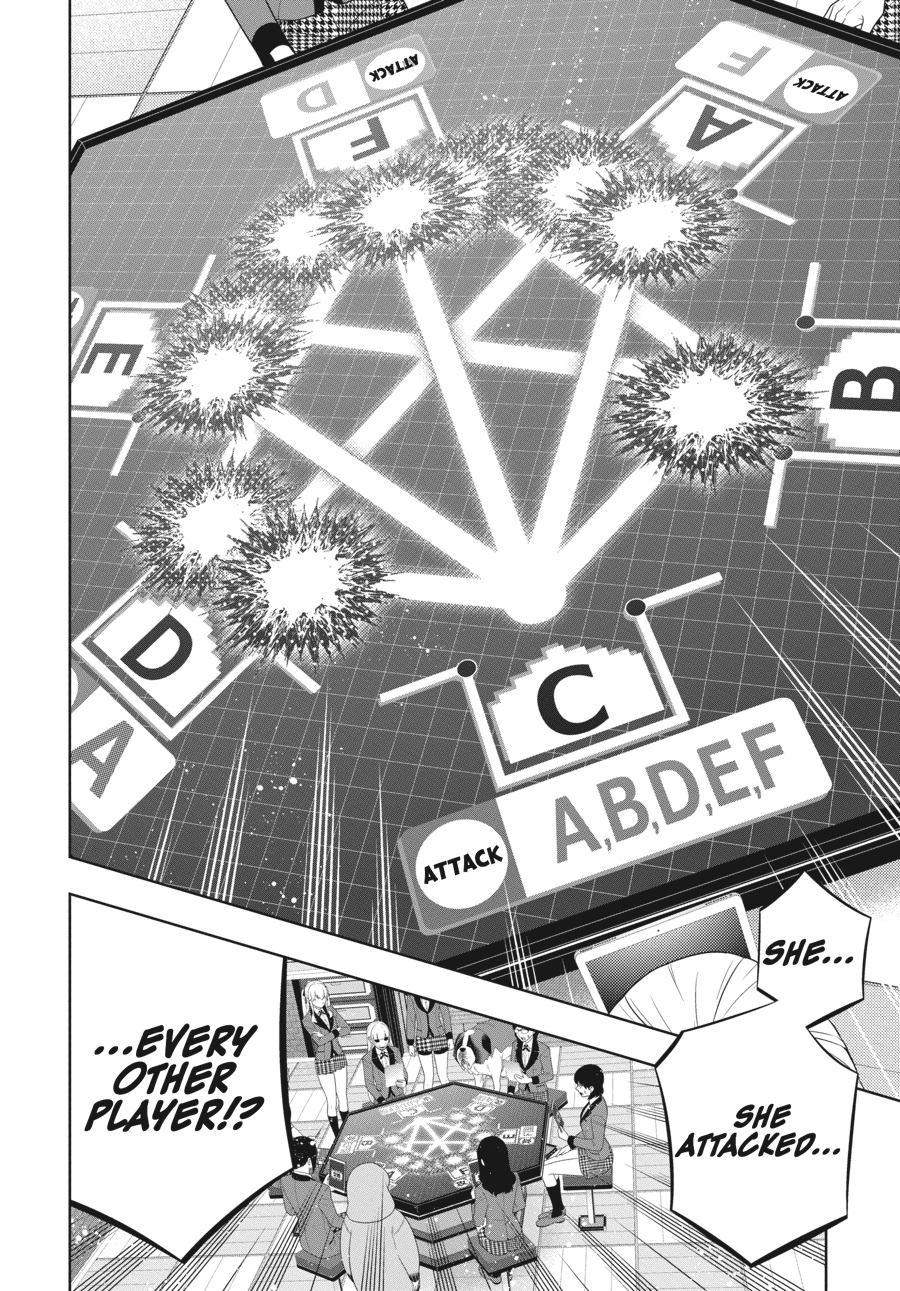 ATTACK
D
F
F
ATTACK
A
E
B
D
A
C
ATTACK
A,B,D,E,F
SHE...
SHE
ATTACKED...
...EVERY
OTHER
PLAYER!?